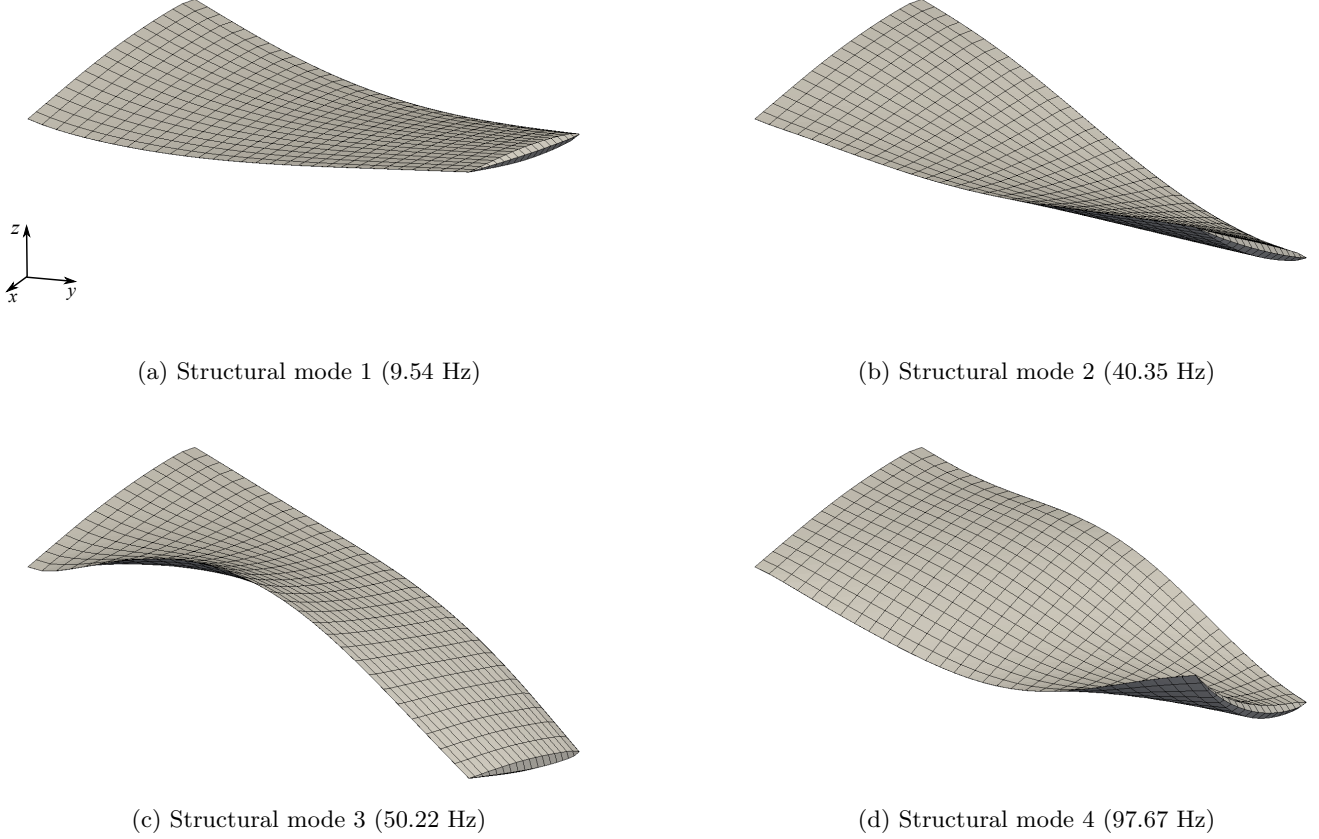 z
x
y
(a) Structural mode 1 (9.54 Hz)
(b) Structural mode 2 (40.35 Hz)
(c) Structural mode 3 (50.22 Hz)
(d) Structural mode 4 (97.67 Hz)